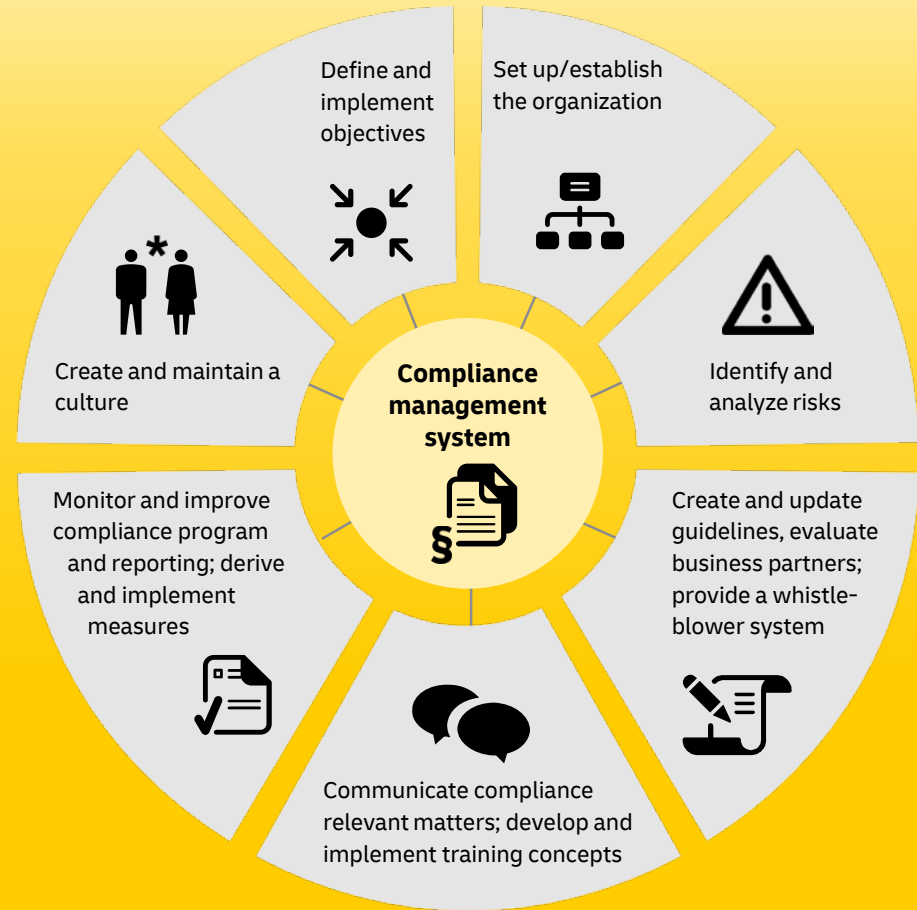 Define and
implement
objectives
Set up/establish
the organization
Identify and
analyze risks
Create and update
guidelines, evaluate
business partners;
provide a whistle-
blower system
Communicate compliance
relevant matters; develop and
implement training concepts
Monitor and improve
compliance program
and reporting; derive
and implement
measures
Create and maintain a
culture
*
Compliance
management
system
§